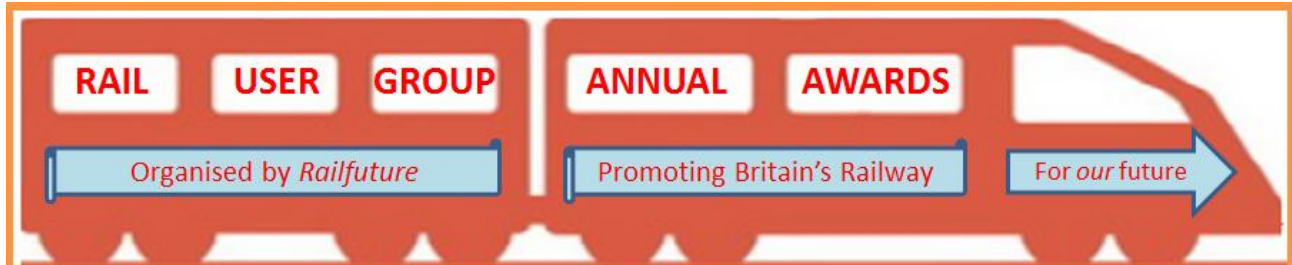 RAIL USER GROUP ANNUAL AWARDS
Organised by Railfuture Promoting Britain's Railway For our future